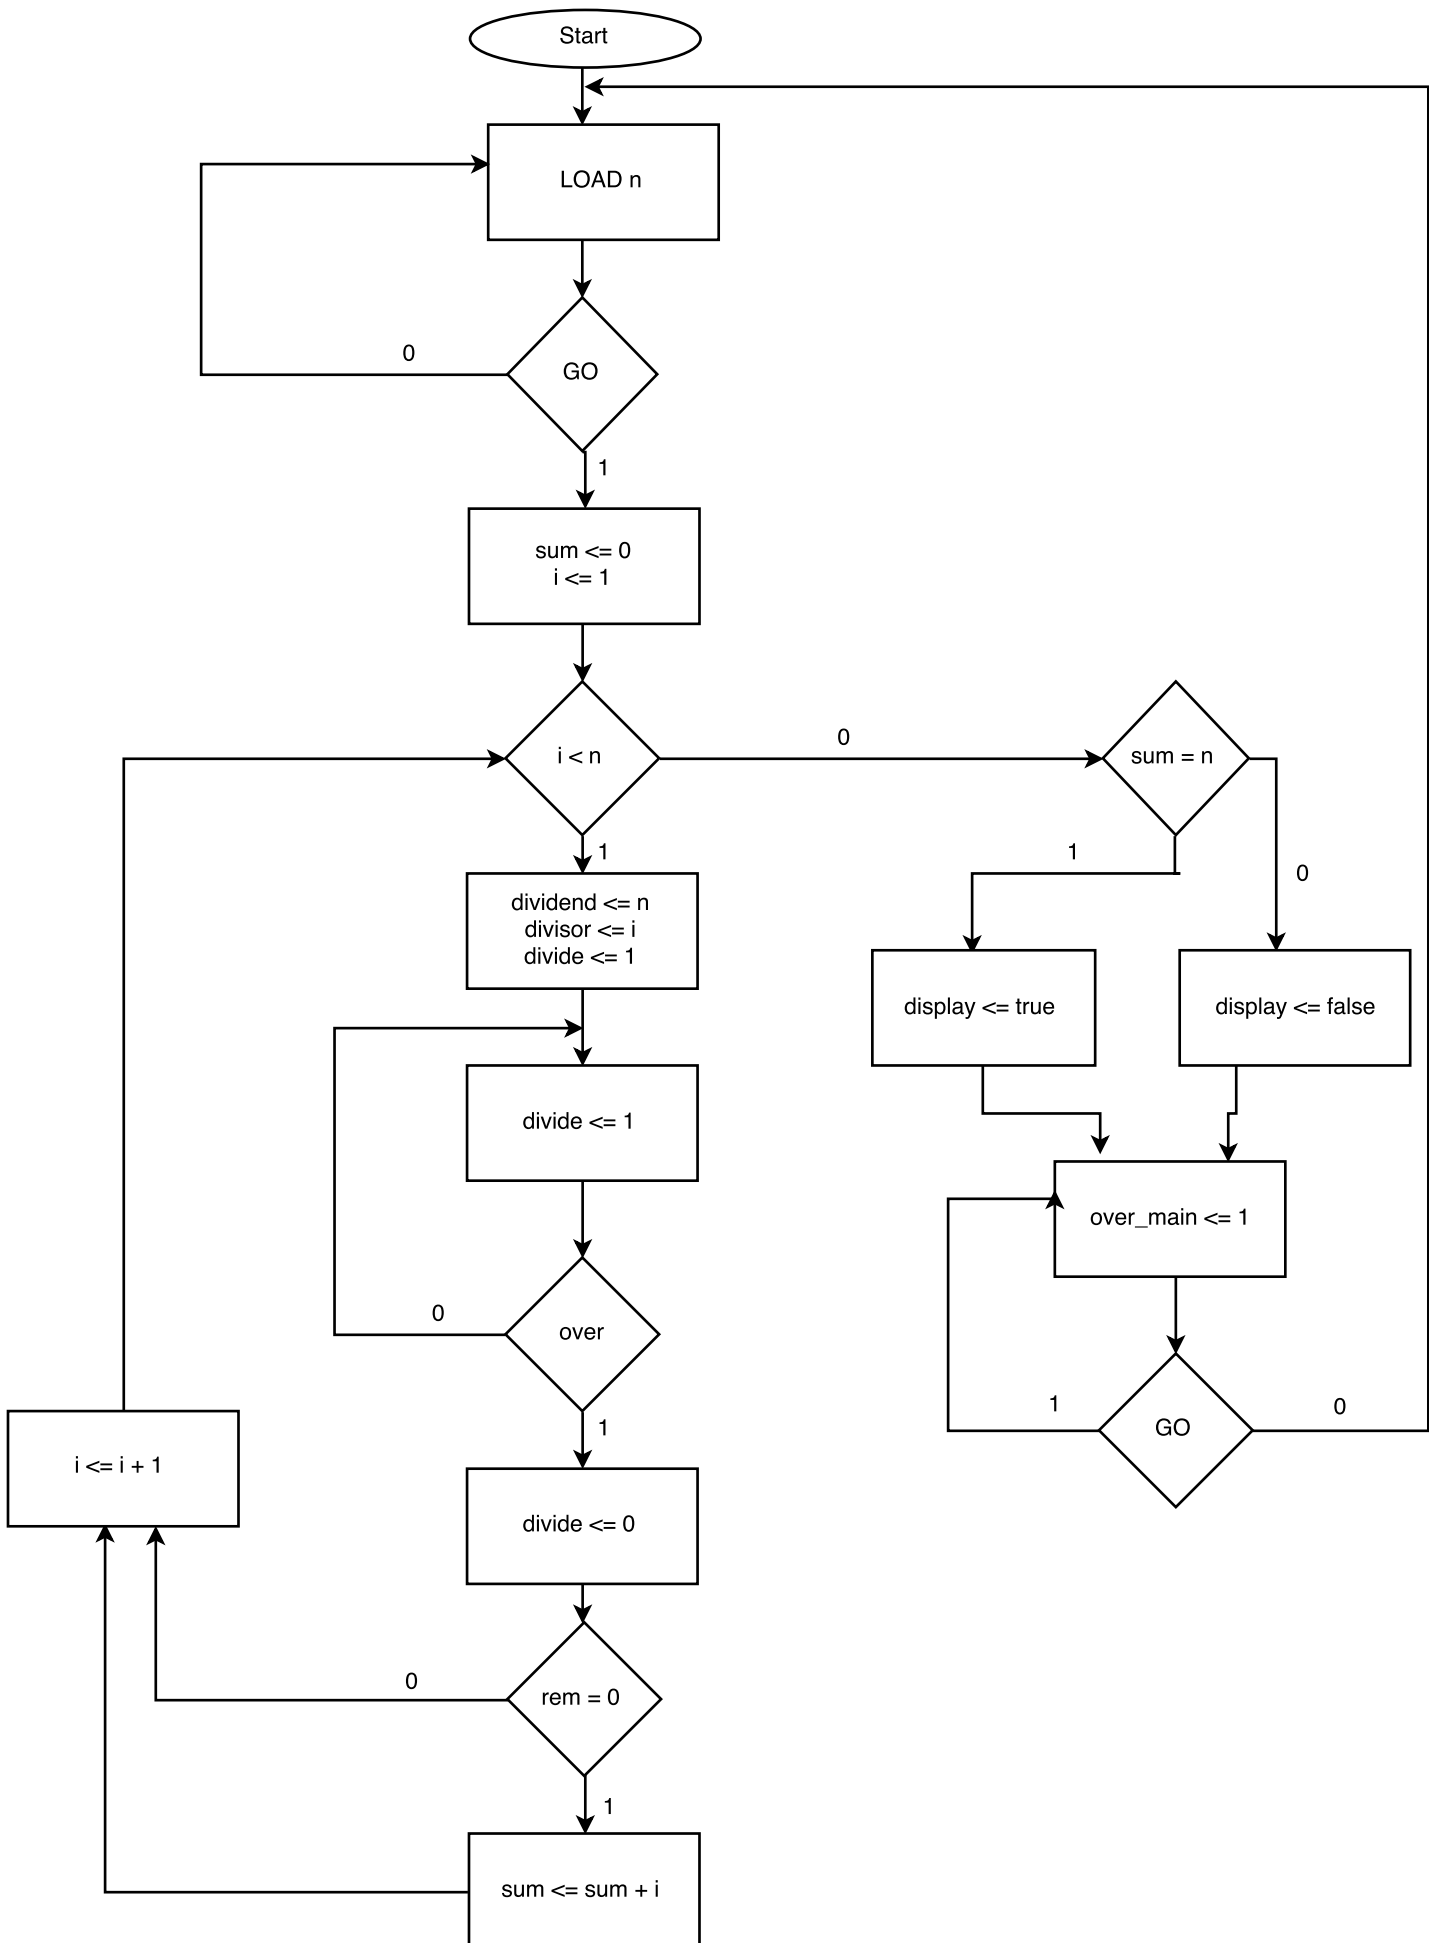 Start
LOAD n
0
GO
1
sum <= 0
i <= 1
i < n
0
sum = n
1
dividend <= n
divisor <= i
divide <= 1
1
0
display <= true
display <= false
divide <= 1
over_main <= 1
0
over
1
1
GO
0
i <= i + 1
divide <= 0
0
rem = 0
1
sum <= sum + i